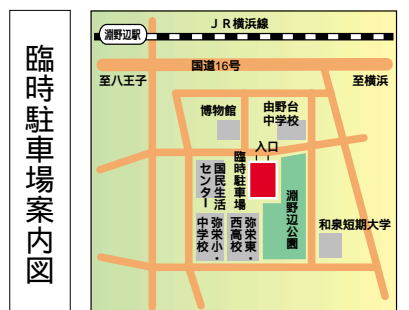 臨時駐車場案内図
JR横浜線
淵野辺駅
国道16号
至八王子
至横浜
博物館
由野台
中学校
入口
臨時駐車場
国民生活
センター
淵野辺公園
弥栄小・
中学校
弥栄東・
西高校
和泉短期大学